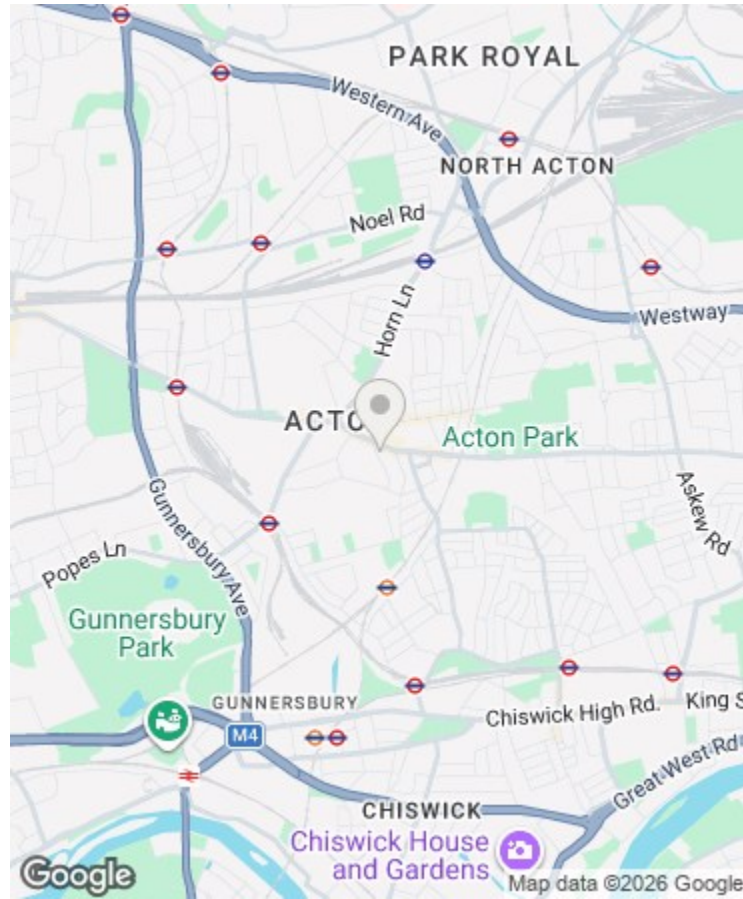 PARK ROYAL
Western Ave
NORTH ACTON
Noel Rd
Westway
Horn Ln
ACTO
Acton Park
Askew Rd
Gunnersbury Ave
Popes Ln
Gunnersbury
Park
GUNNERSBURY
Chiswick High Rd.
King S
M4
Great West Rd
CHISWICK
Chiswick House
and Gardens
Google
Map data ©2026 Google